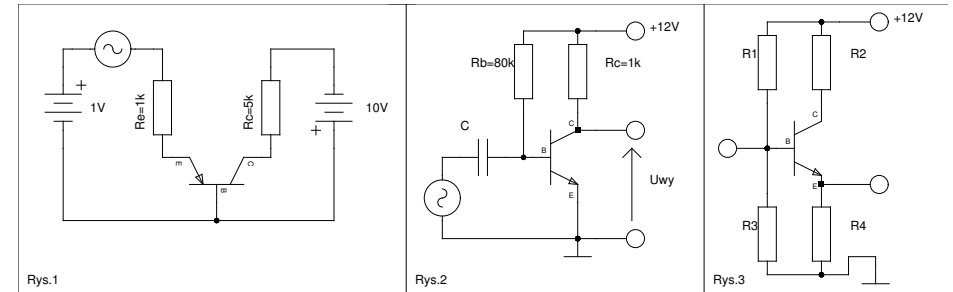 1V
+
Re=1k
Rc=5k
10V
+
E
C
B
Rys.1
+12V
Rb=80k
Rc=1k
C
C
B
E
Uwy
Rys.2
+12V
R1
R2
C
B
E
R3
R4
Rys.3